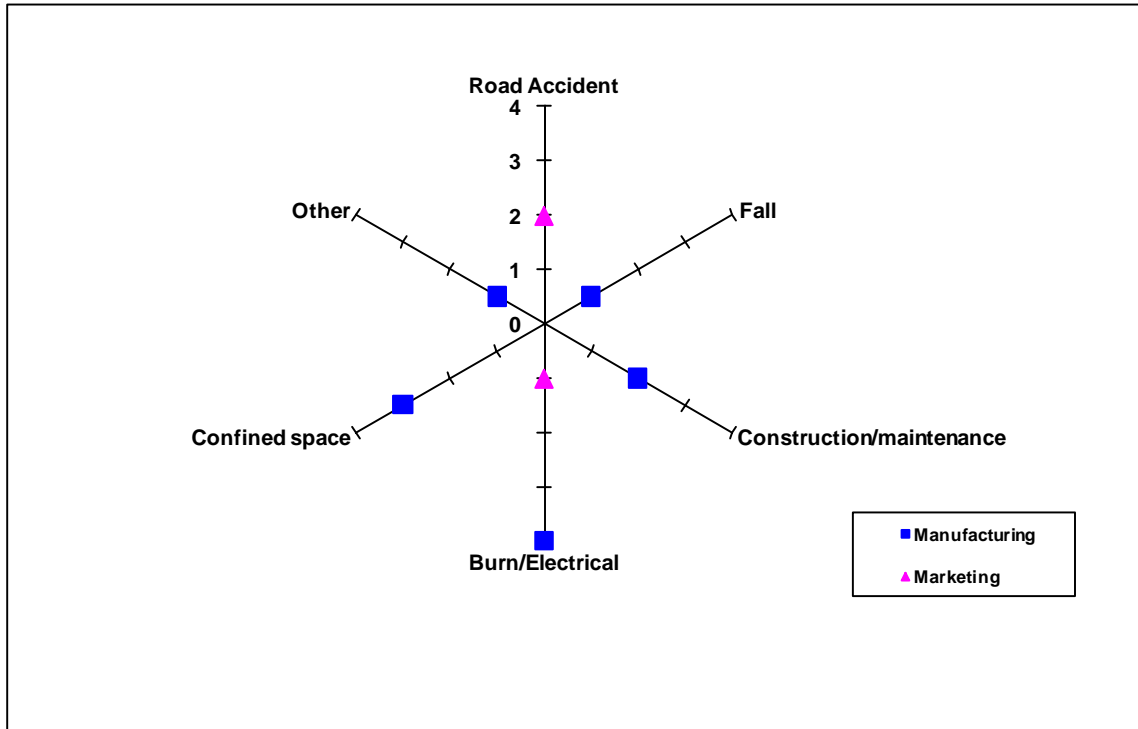 Road Accident
4
3
Other
2
Fall
1
0
Confined space
Construction/maintenance
Burn/Electrical
Manufacturing
Marketing